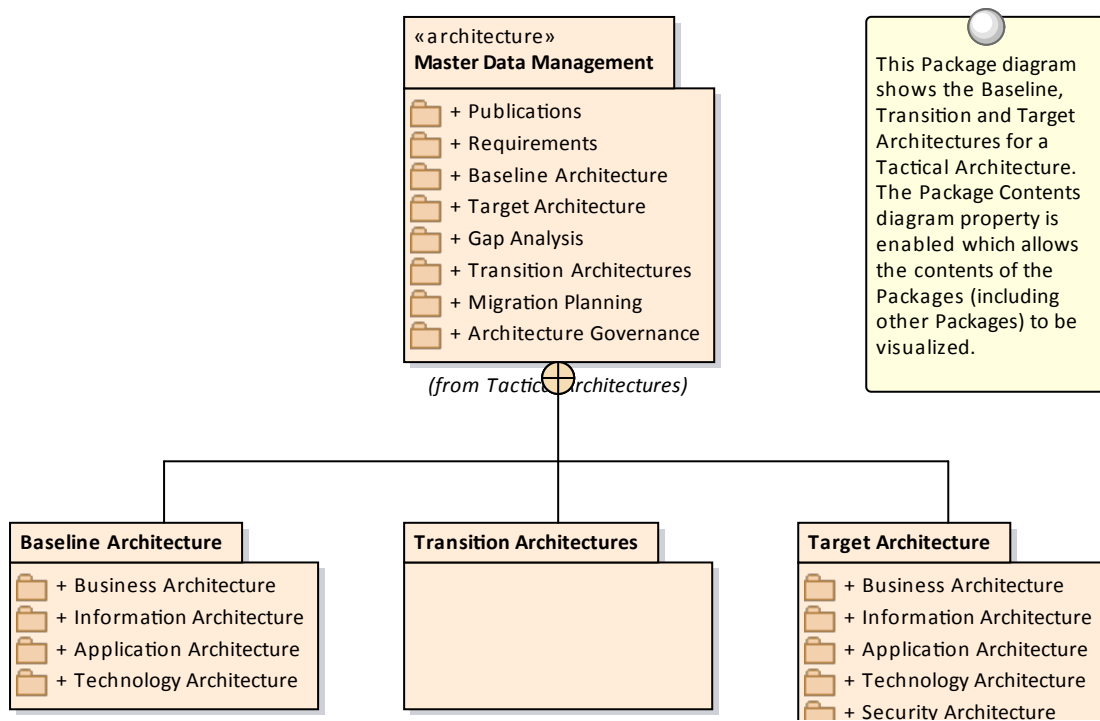 «architecture»
Master Data Management
+ Publications
+ Requirements
+ Baseline Architecture
+ Target Architecture
+ Gap Analysis
+ Transition Architectures
+ Migration Planning
+ Architecture Governance
(from Tactical Architectures)
This Package diagram
shows the Baseline,
Transition and Target
Architectures for a
Tactical Architecture.
The Package Contents
diagram property is
enabled which allows
the contents of the
Packages (including
other Packages) to be
visualized.
Baseline Architecture
+ Business Architecture
+ Information Architecture
+ Application Architecture
+ Technology Architecture
Transition Architectures
Target Architecture
+ Business Architecture
+ Information Architecture
+ Application Architecture
+ Technology Architecture
+ Security Architecture